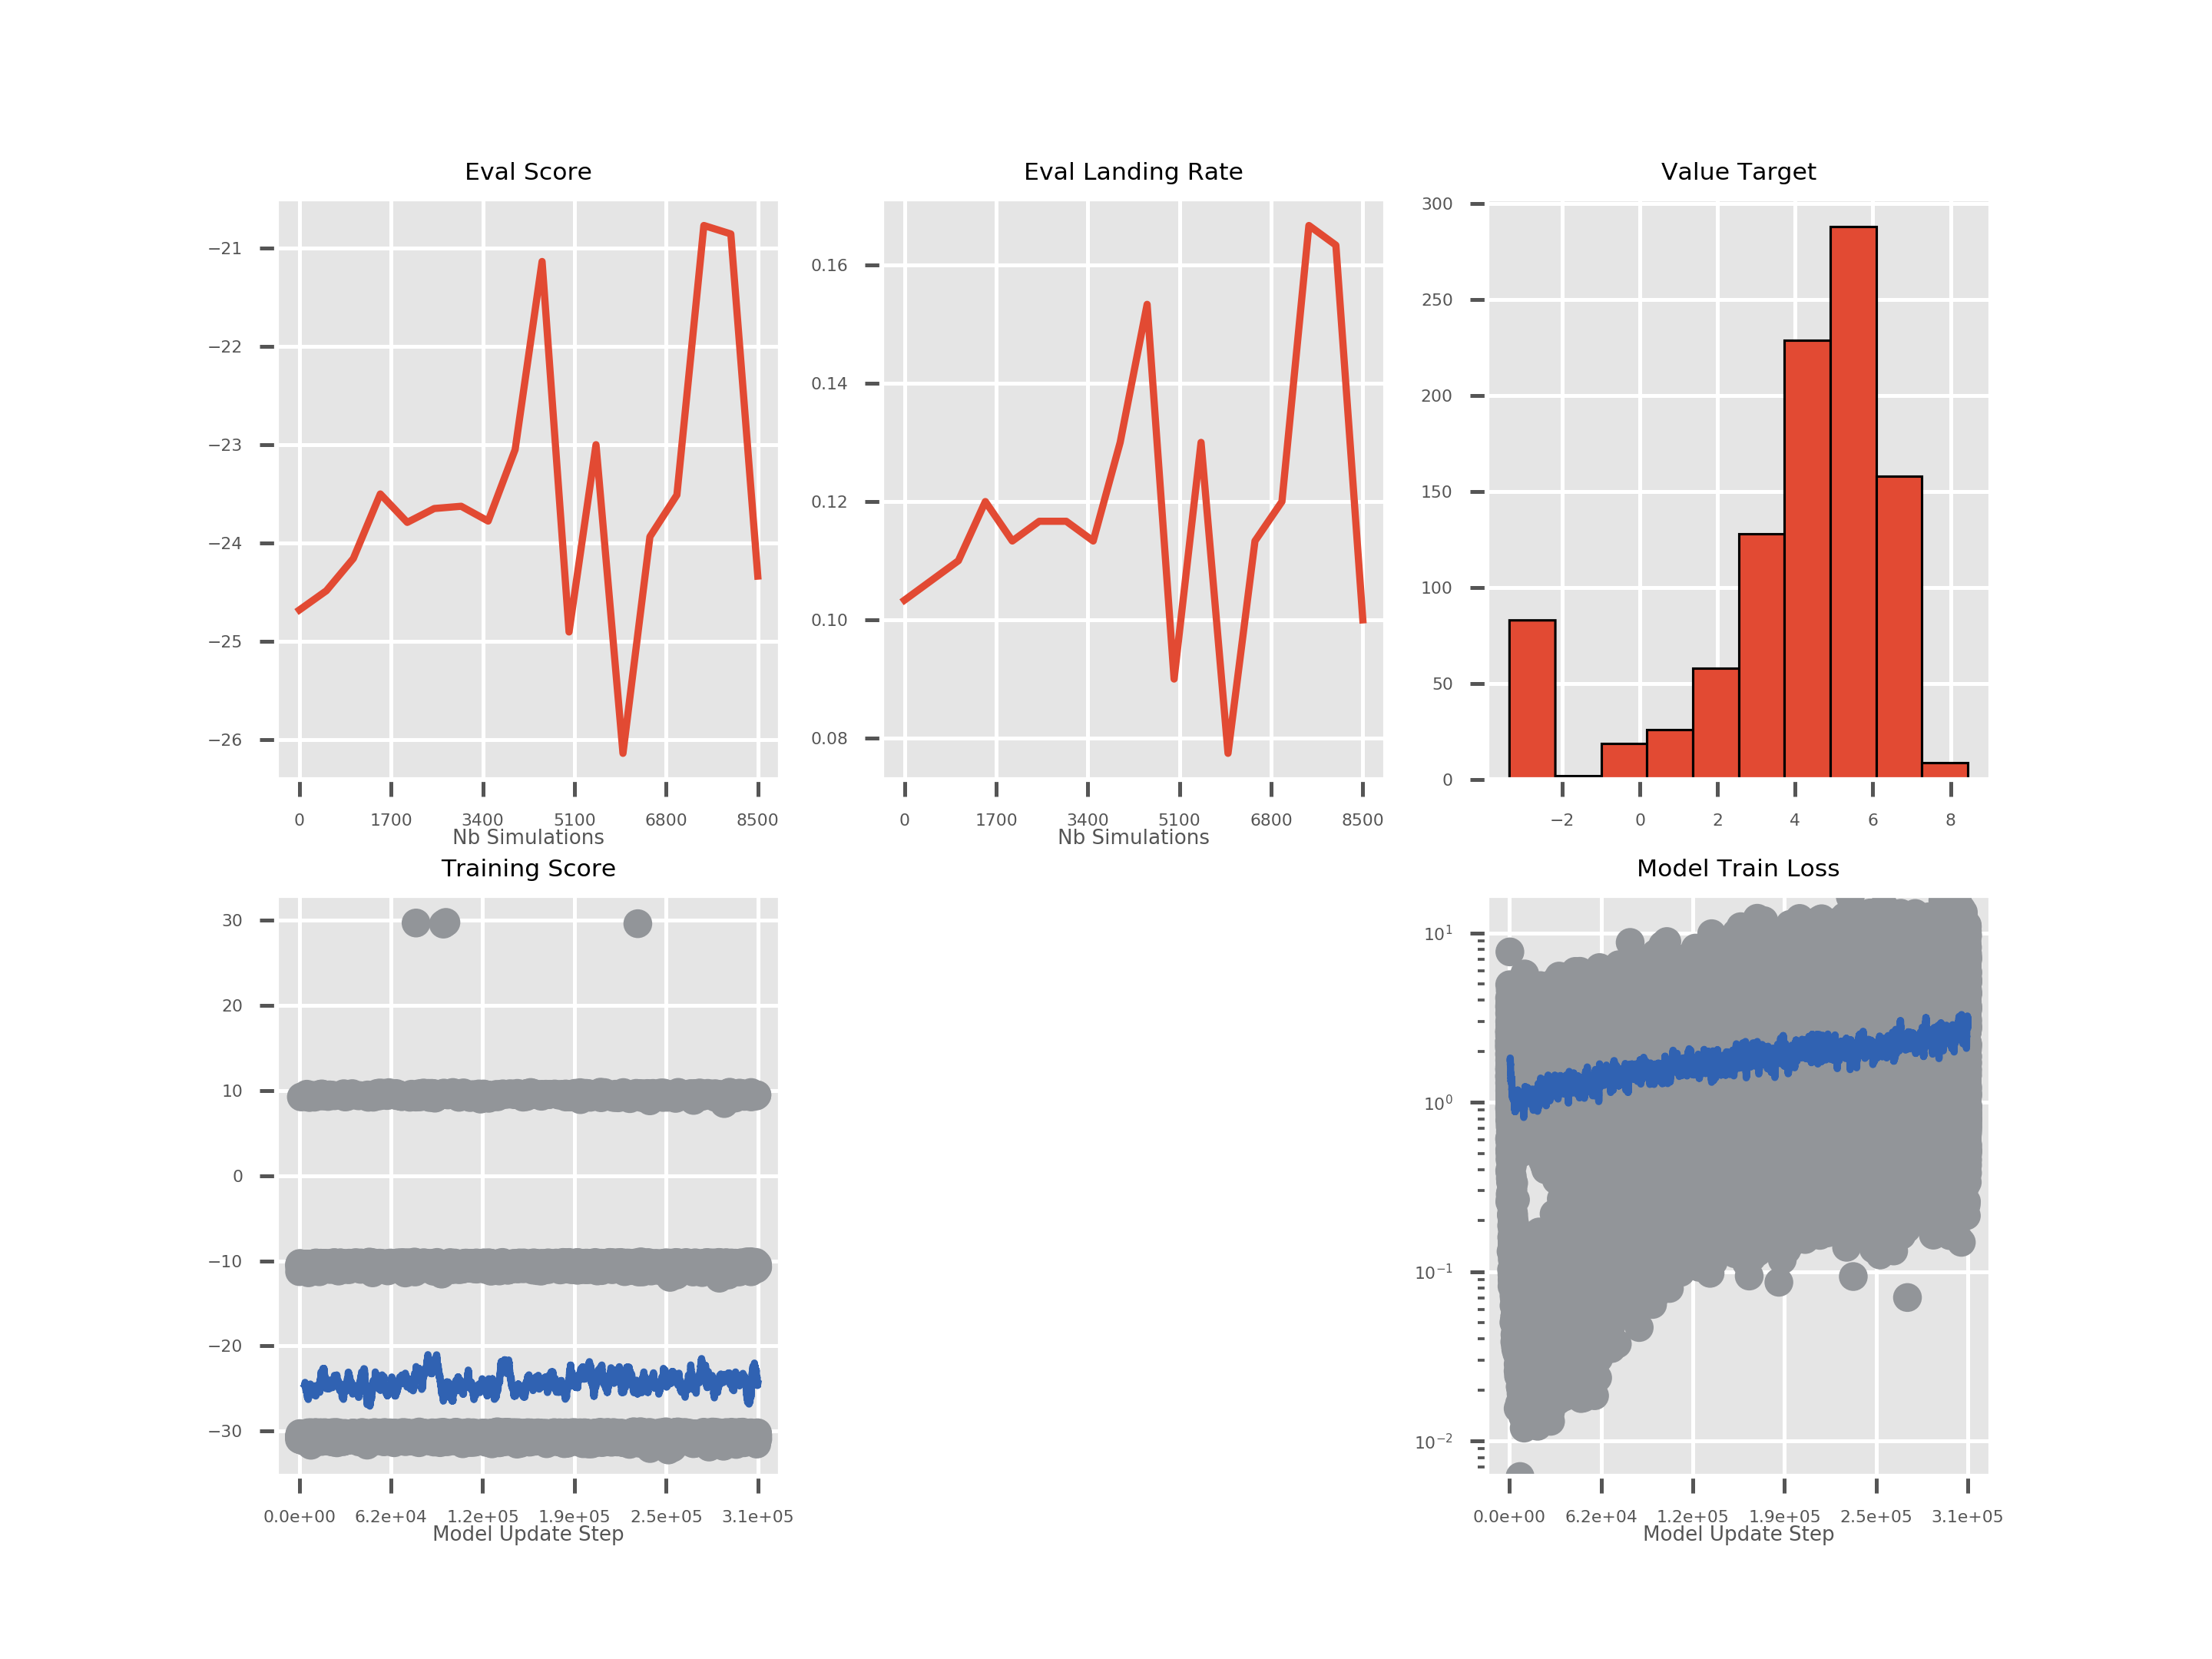 Eval Score
−21
−22
−23
−24
−25
−26
0 1700 3400 5100 6800 8500
Nb Simulations
Eval Landing Rate
0.16
0.14
0.12
0.10
0.08
0 1700 3400 5100 6800 8500
Nb Simulations
Value Target
300
250
200
150
100
50
0
−2 0 2 4 6 8
Training Score
30
20
10
0
−10
−20
−30
0.0e+00 6.2e+04 1.2e+05 1.9e+05 2.5e+05 3.1e+05
Model Update Step
Model Train Loss
10¹
10⁰
10⁻¹
10⁻²
0.0e+00 6.2e+04 1.2e+05 1.9e+05 2.5e+05 3.1e+05
Model Update Step